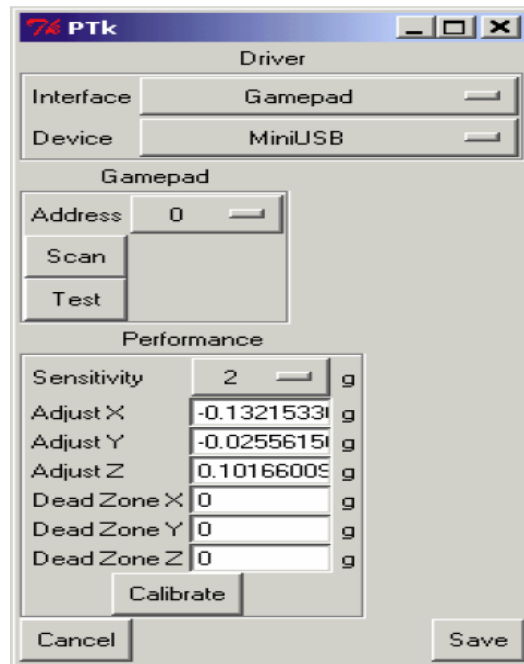 PTk
Driver
Interface Gamepad
Device MiniUSB
Gamepad
Address 0
Scan
Test
Performance
Sensitivity 2 g
Adjust X -0.1321533 g
Adjust Y -0.0255615 g
Adjust Z 0.1016600 g
Dead Zone X 0 g
Dead Zone Y 0 g
Dead Zone Z 0 g
Calibrate
Cancel Save